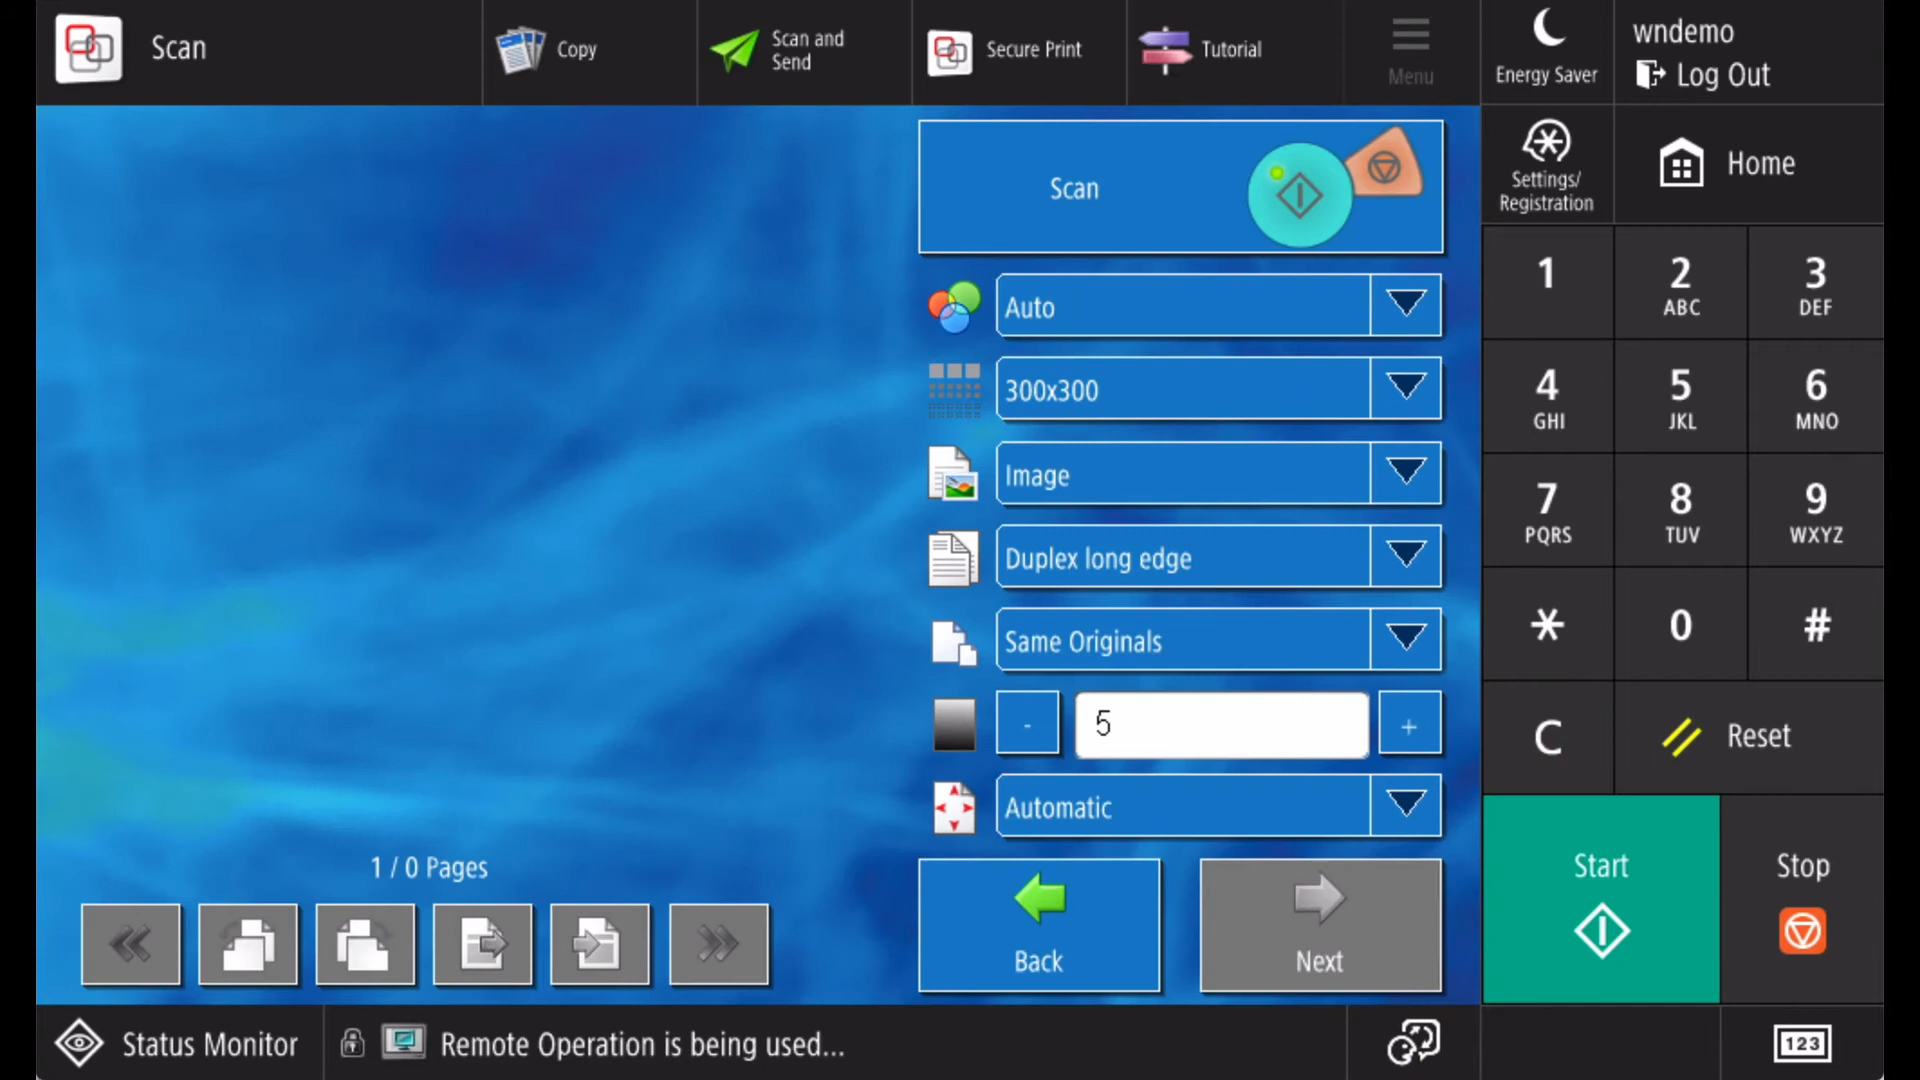 Scan
Copy
Scan and
Send
Secure Print
Tutorial
Menu
Energy Saver
wndemo
Log Out
Settings/
Registration
Home
Scan
Auto
300x300
Image
Duplex long edge
Same Originals
-
5
+
Automatic
1 / 0 Pages
Back
Next
1
2
ABC
3
DEF
4
GHI
5
JKL
6
MNO
7
PQRS
8
TUV
9
WXYZ
*
0
#
C
Reset
Start
Stop
Status Monitor
Remote Operation is being used...
123